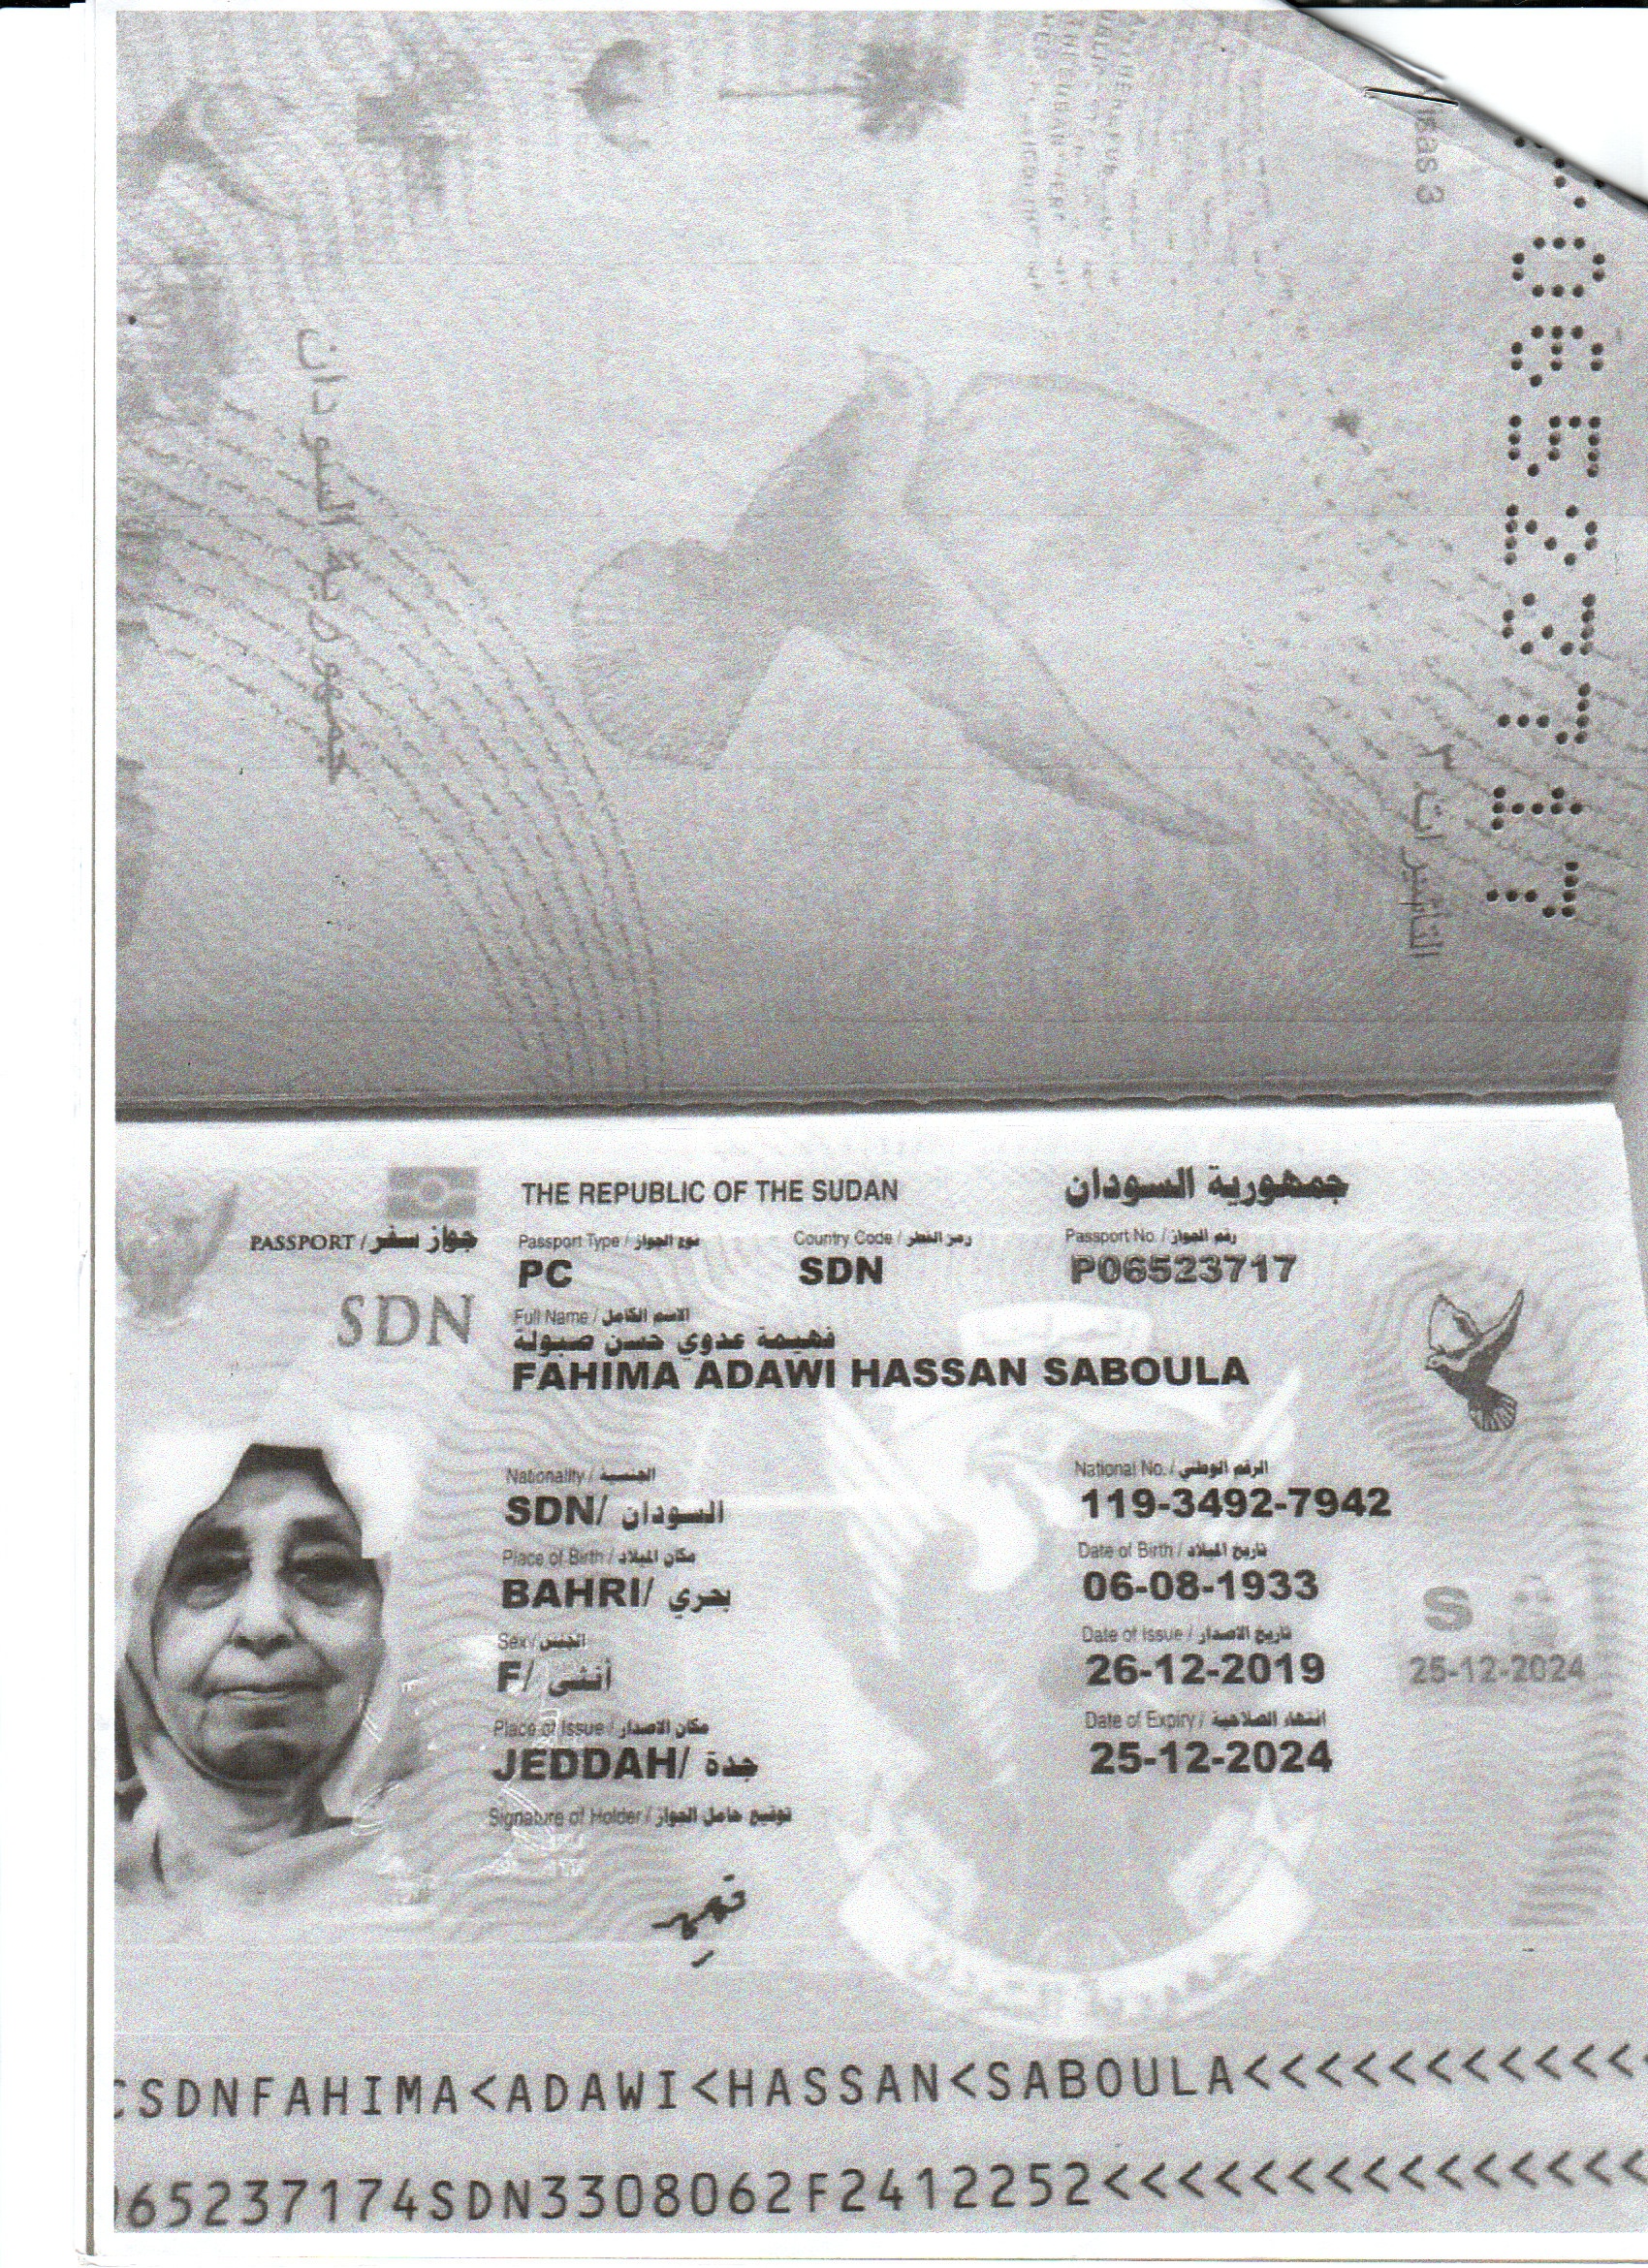 جمهورية السودان
التأشيرات ٣
THE REPUBLIC OF THE SUDAN
جمهورية السودان
PASSPORT / جواز سفر
Passport Type / نوع الجواز
Country Code / رمز القطر
Passport No. / رقم الجواز
PC
SDN
P06523717
SDN
Full Name / الاسم الكامل
فهيمة عدوي حسن صبولة
FAHIMA ADAWI HASSAN SABOULA
Nationality / الجنسية
National No. / الرقم الوطني
SDN/ السودان
119-3492-7942
Place of Birth / مكان الميلاد
Date of Birth / تاريخ الميلاد
BAHRI/ بحري
06-08-1933
S
Sex / الجنس
Date of Issue / تاريخ الاصدار
F/ أنثى
26-12-2019
25-12-2024
Place of Issue / مكان الاصدار
Date of Expiry / انتهاء الصلاحية
JEDDAH/ جدة
25-12-2024
Signature of Holder / توقيع حامل الجواز
CSDNFAHIMA<ADAWI<HASSAN<SABOULA<<<<<<<<<<<<
065237174SDN3308062F2412252<<<<<<<<<<<<<<<<